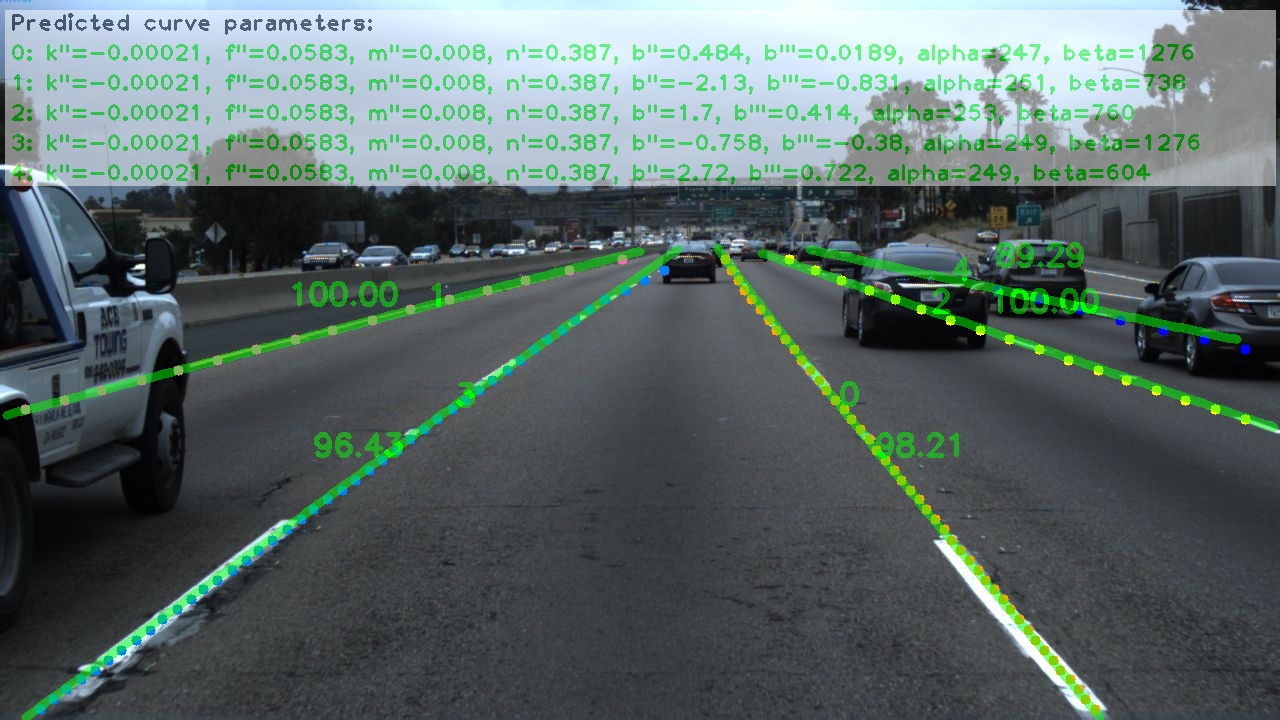 Predicted curve parameters:
0: k''=-0.00021, f''=0.0583, m''=0.008, n'=0.387, b''=0.484, b'''=0.0189, alpha=247, beta=1276
1: k''=-0.00021, f''=0.0583, m''=0.008, n'=0.387, b''=-2.13, b'''=-0.831, alpha=251, beta=738
2: k''=-0.00021, f''=0.0583, m''=0.008, n'=0.387, b''=1.7, b'''=0.414, alpha=253, beta=760
3: k''=-0.00021, f''=0.0583, m''=0.008, n'=0.387, b''=-0.758, b'''=-0.38, alpha=249, beta=1276
4: k''=-0.00021, f''=0.0583, m''=0.008, n'=0.387, b''=2.72, b'''=0.722, alpha=249, beta=604
EXIT
4
100.00 1
2 100.00
ACE
TOWING
3
0
96.43
98.21